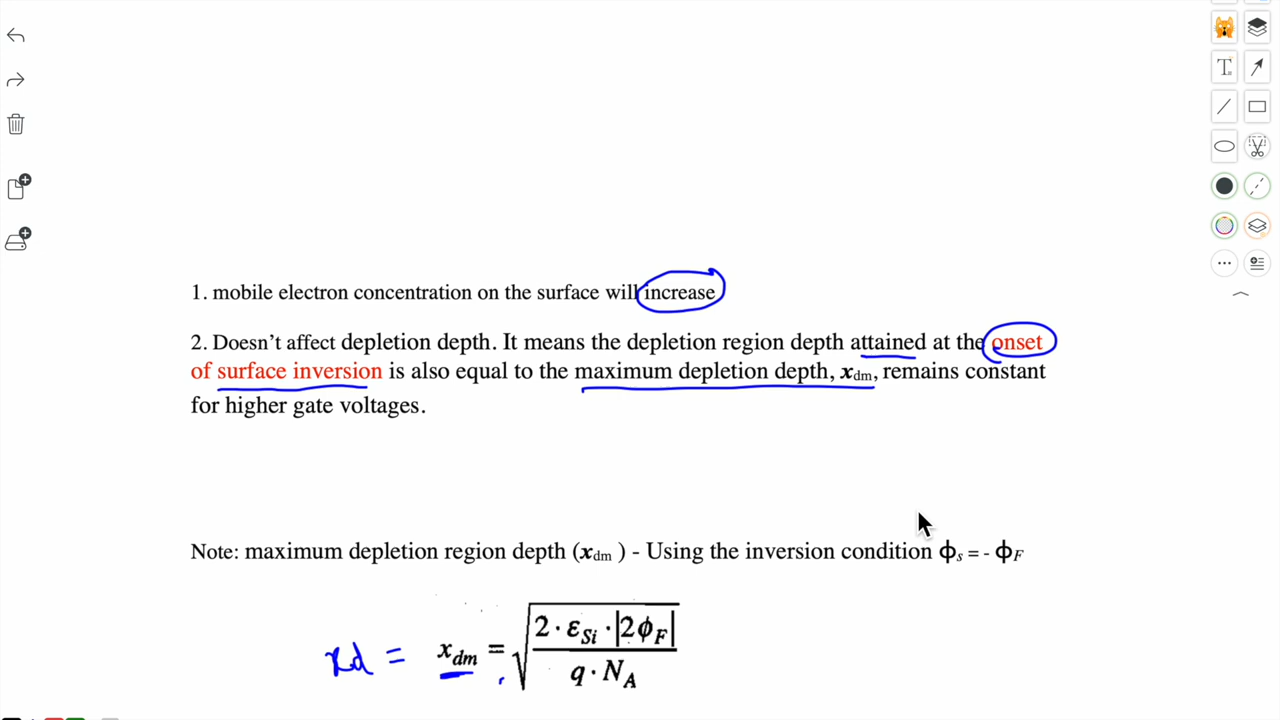 1. mobile electron concentration on the surface will increase
2. Doesn’t affect depletion depth. It means the depletion region depth attained at the onset
of surface inversion is also equal to the maximum depletion depth, xdm, remains constant
for higher gate voltages.
Note: maximum depletion region depth (xdm ) - Using the inversion condition ϕs = - ϕF
xd = xdm = √(2 · εSi · |2ϕF| / q · NA)